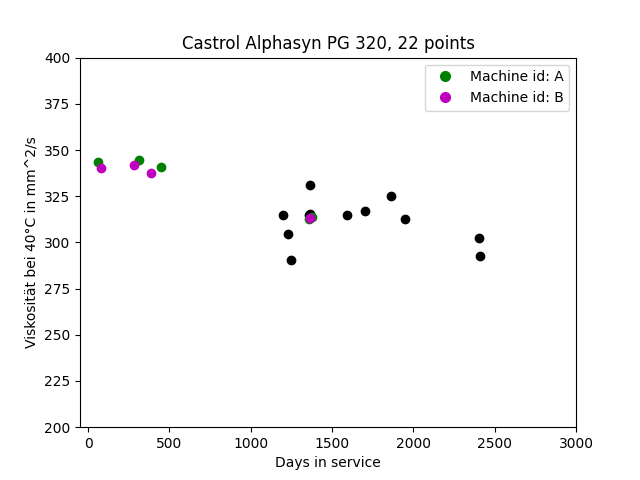 Castrol Alphasyn PG 320, 22 points
Machine id: A
Machine id: B
Viskosität bei 40°C in mm^2/s
400
375
350
325
300
275
250
225
200
0 500 1000 1500 2000 2500 3000
Days in service